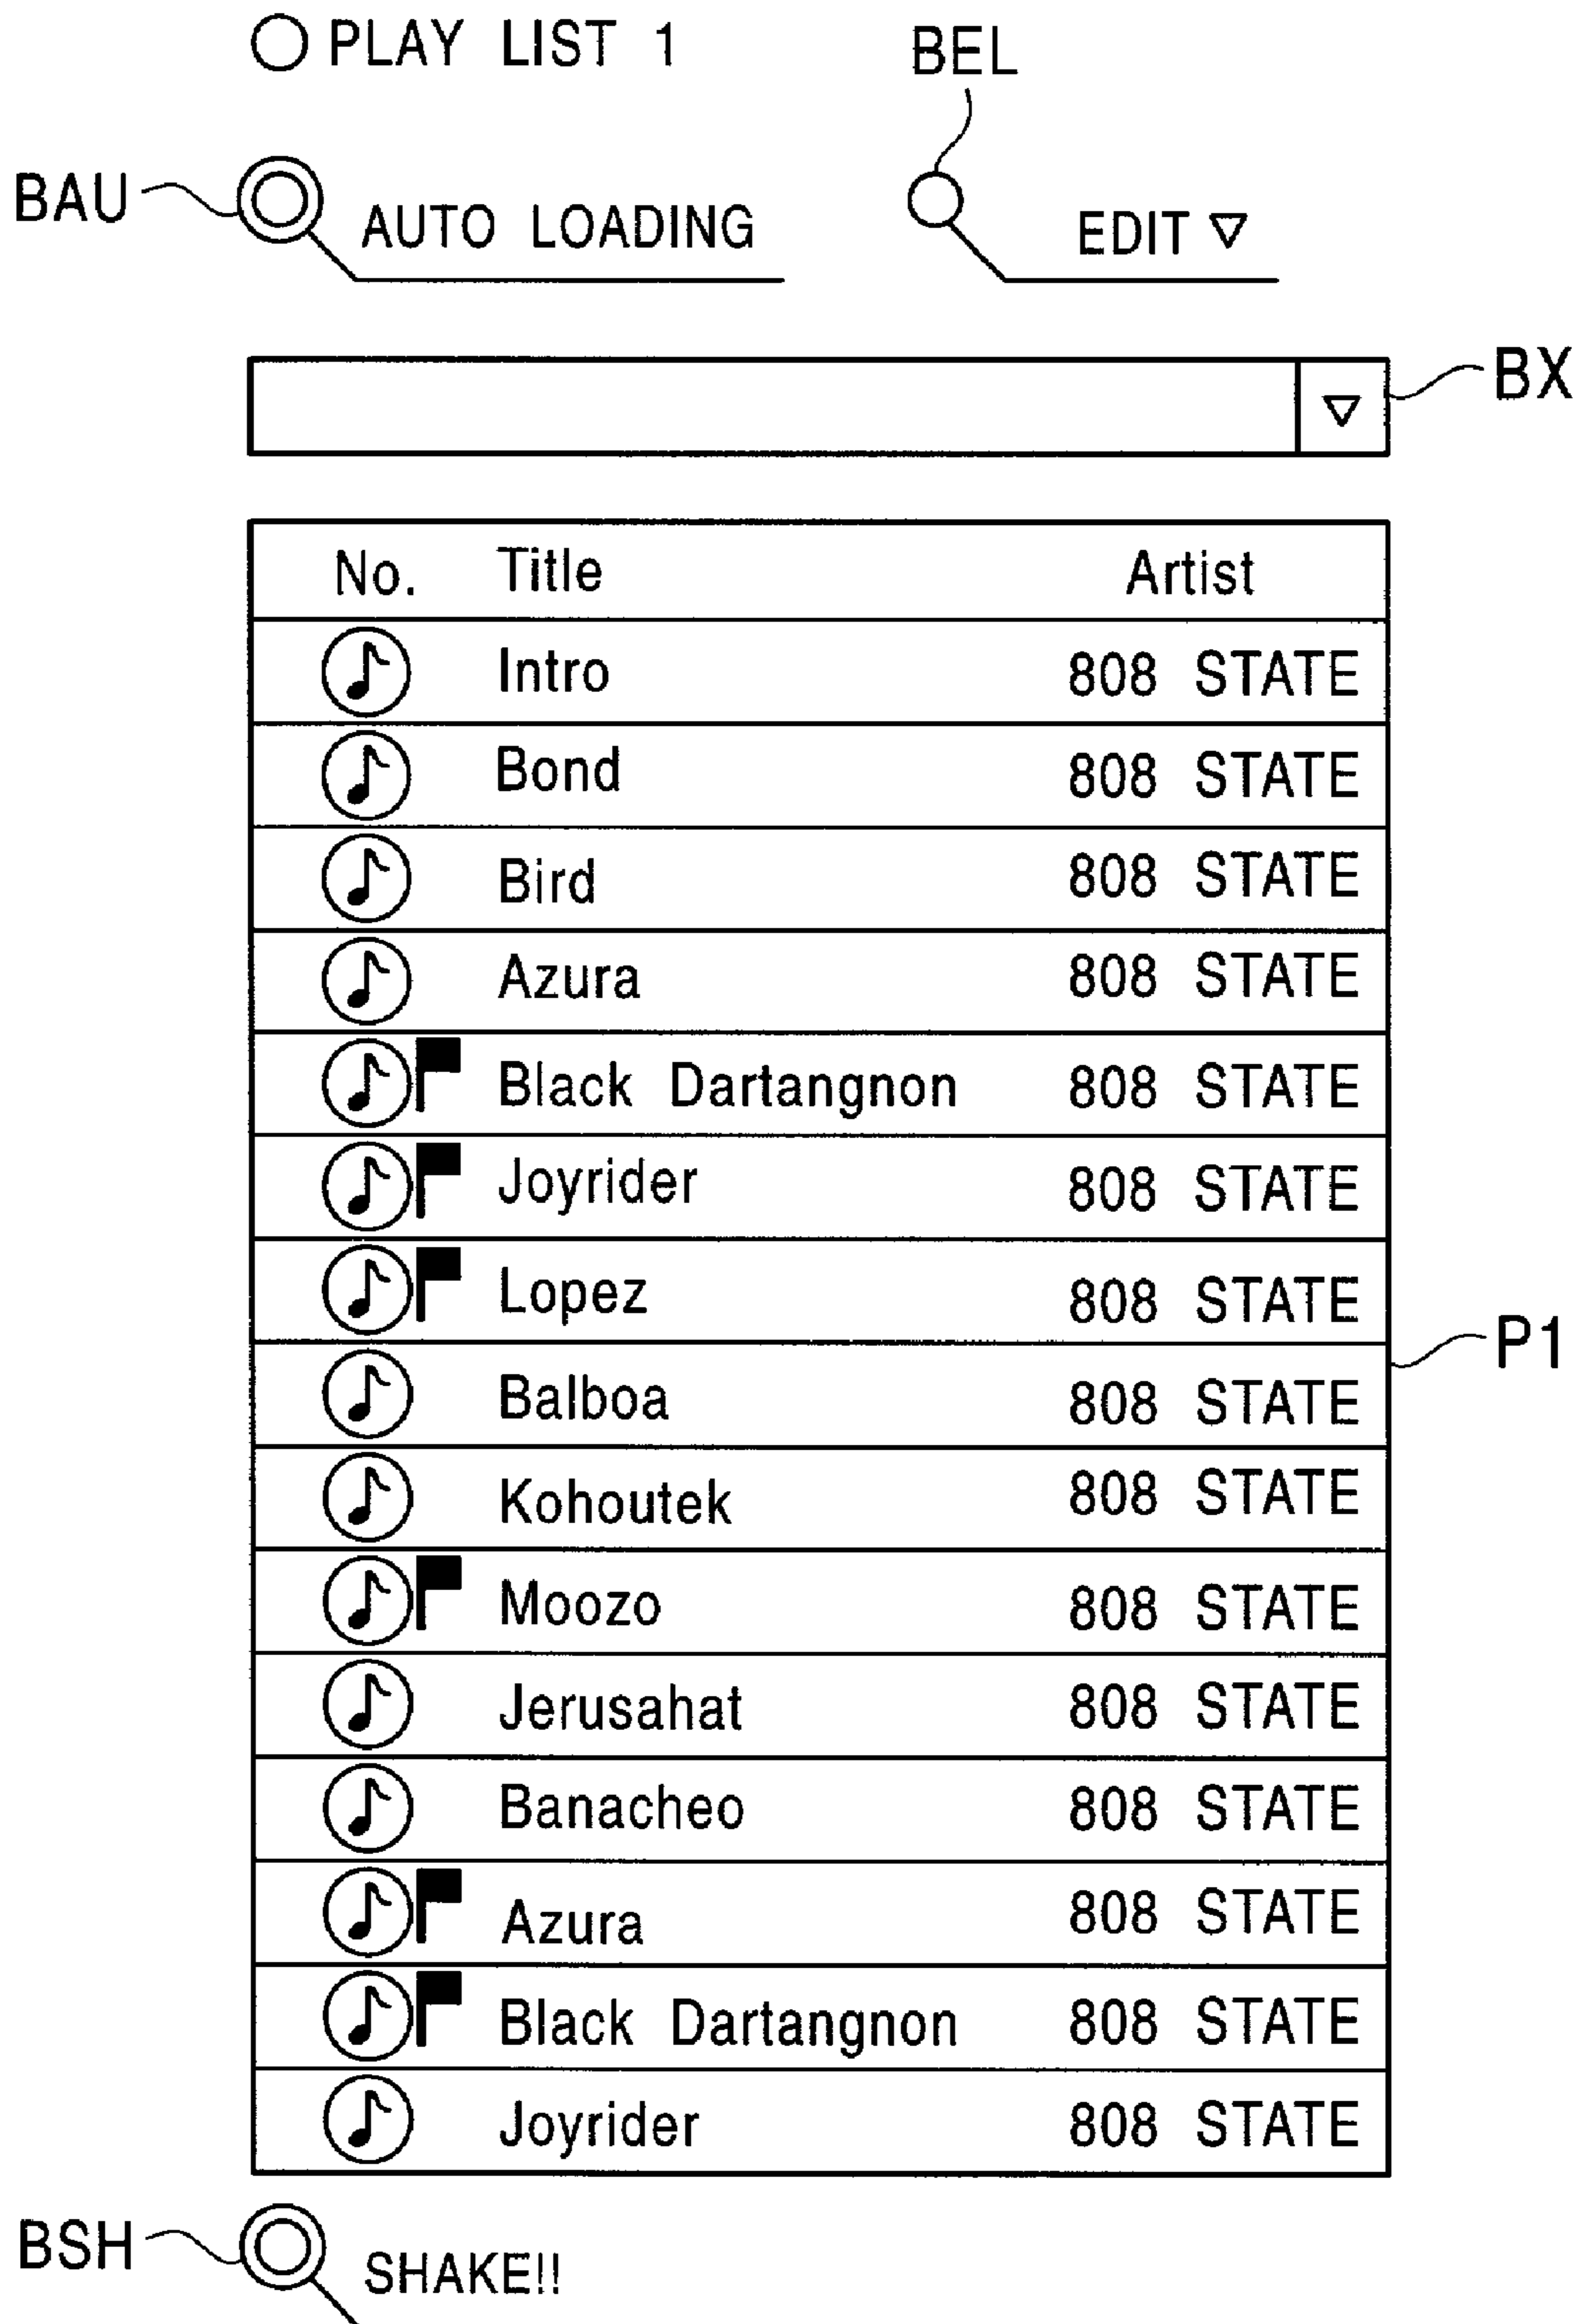 PLAY LIST 1
BEL
BAU
AUTO LOADING
EDIT
BX
No. Title Artist
Intro 808 STATE
Bond 808 STATE
Bird 808 STATE
Azura 808 STATE
Black Dartangnon 808 STATE
Joyrider 808 STATE
Lopez 808 STATE
P1
Balboa 808 STATE
Kohoutek 808 STATE
Moozo 808 STATE
Jerusahat 808 STATE
Banacheo 808 STATE
Azura 808 STATE
Black Dartangnon 808 STATE
Joyrider 808 STATE
BSH
SHAKE!!